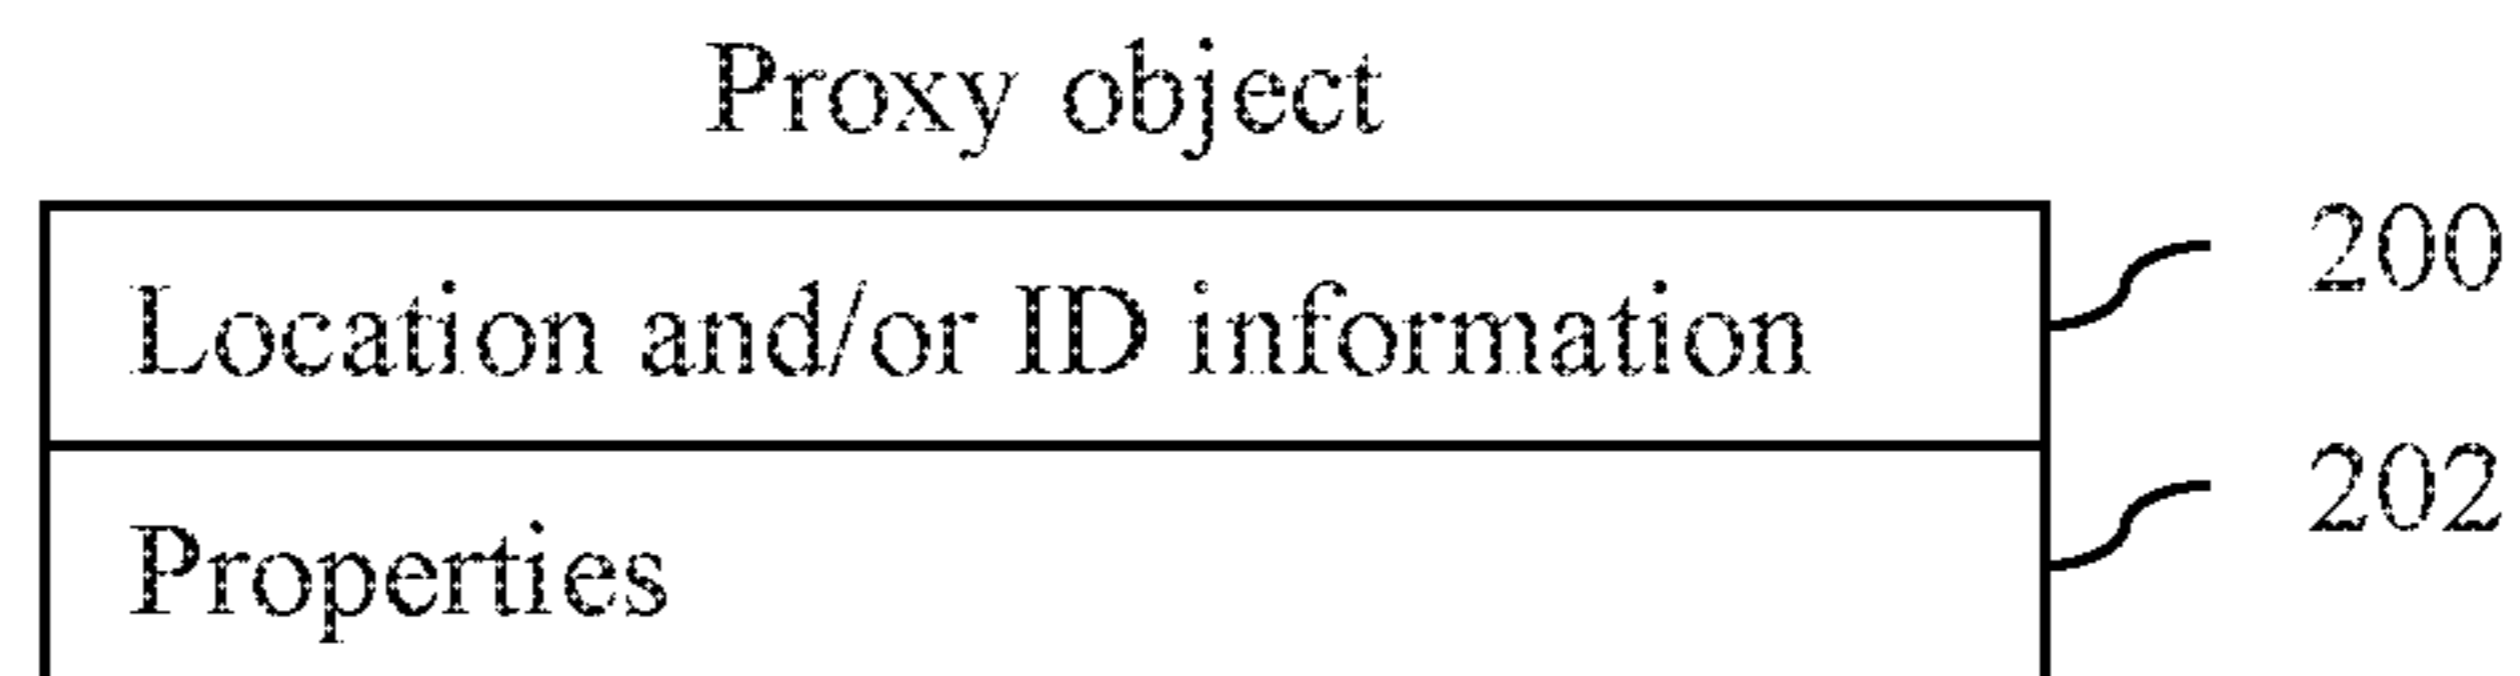 Proxy object
Location and/or ID information 200
Properties 202